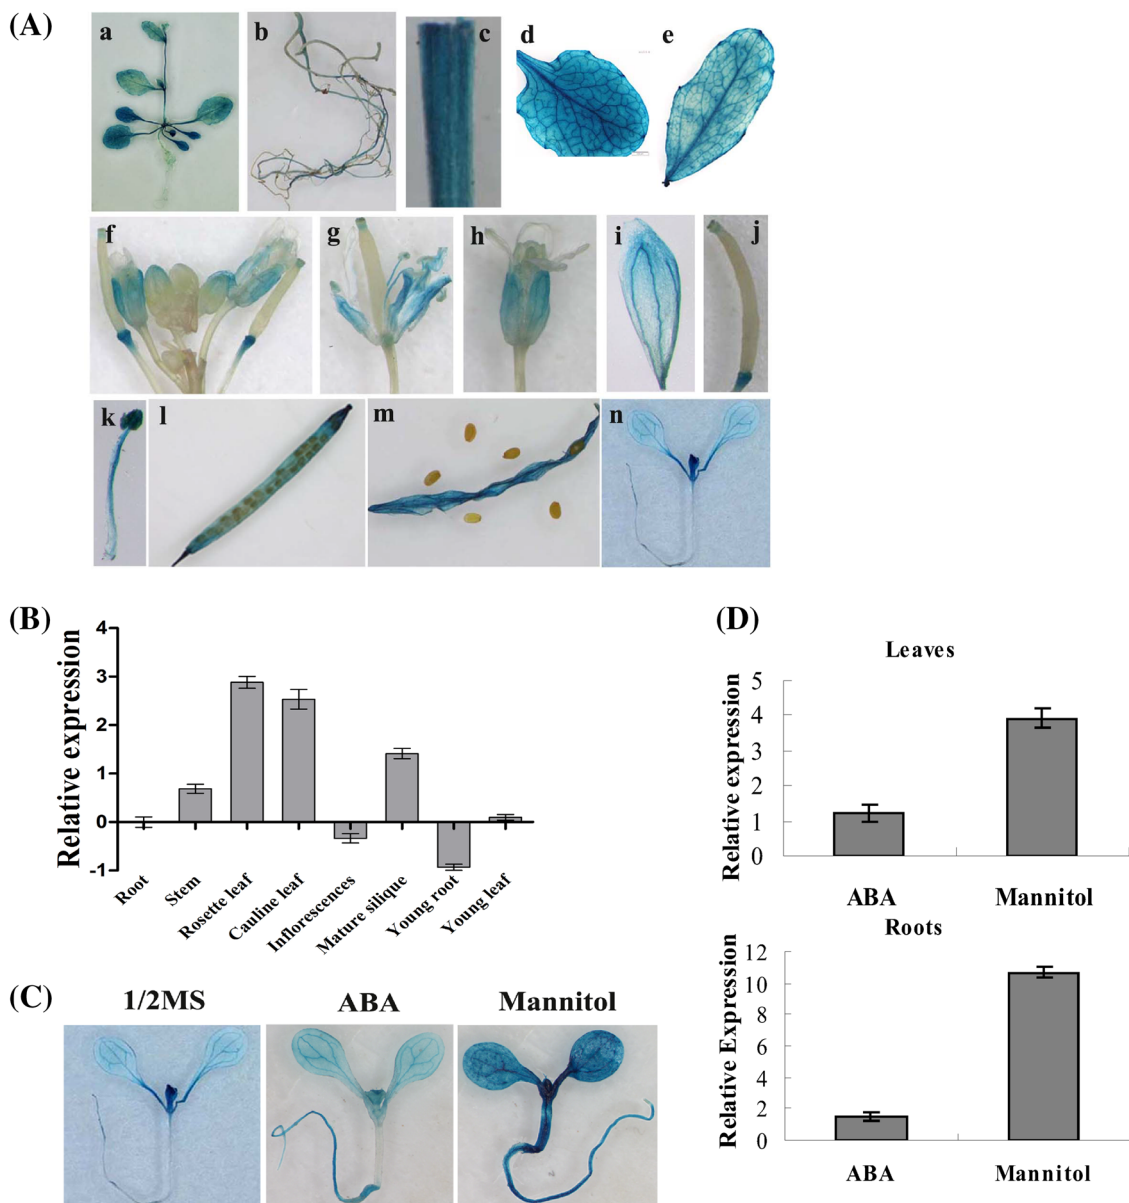 (A)
a
b
c
d
e
f
g
h
i
j
k
l
m
n
(B)
Relative expression
4
3
2
1
0
-1
Root
Stem
Rosette leaf
Cauline leaf
Inflorescences
Mature silique
Young root
Young leaf
(C)
1/2MS
ABA
Mannitol
(D)
Leaves
Relative expression
5
4
3
2
1
0
ABA
Mannitol
Roots
Relative Expression
12
10
8
6
4
2
0
ABA
Mannitol